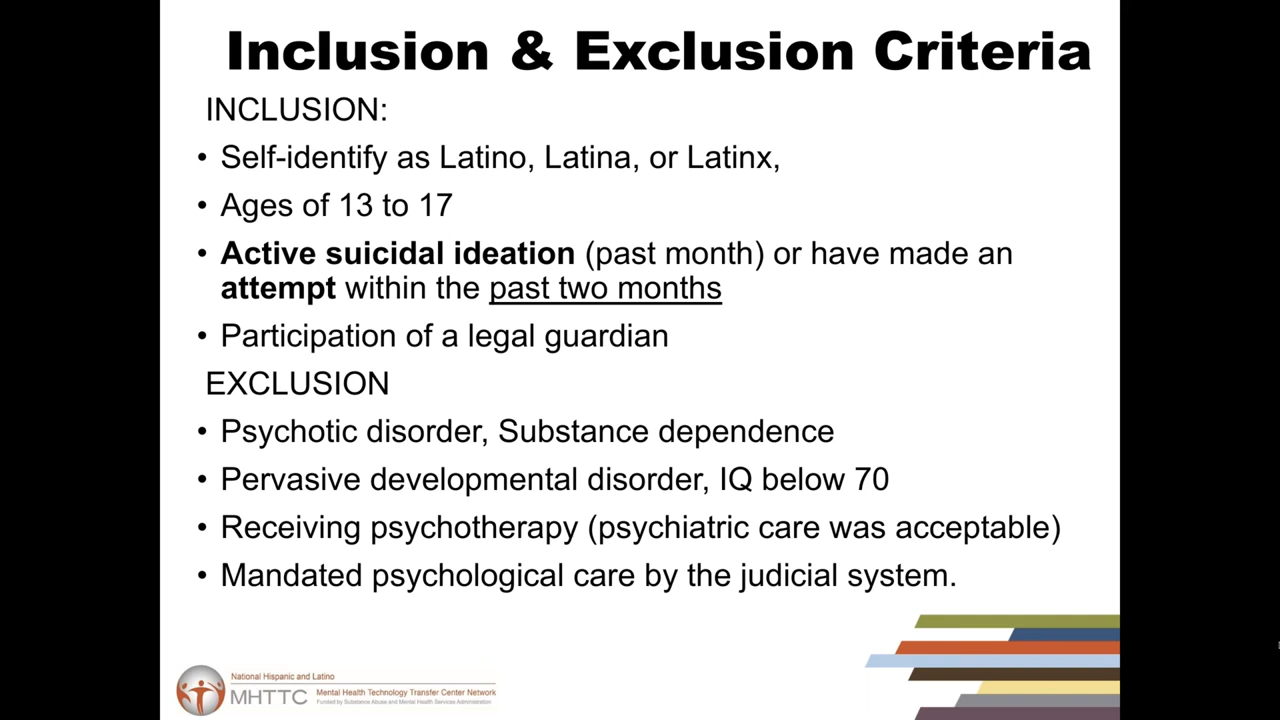 Inclusion & Exclusion Criteria
INCLUSION:
• Self-identify as Latino, Latina, or Latinx,
• Ages of 13 to 17
• Active suicidal ideation (past month) or have made an
attempt within the past two months
• Participation of a legal guardian
EXCLUSION
• Psychotic disorder, Substance dependence
• Pervasive developmental disorder, IQ below 70
• Receiving psychotherapy (psychiatric care was acceptable)
• Mandated psychological care by the judicial system.
National Hispanic and Latino
MHTTC Mental Health Technology Transfer Center Network
Funded by Substance Abuse and Mental Health Services Administration